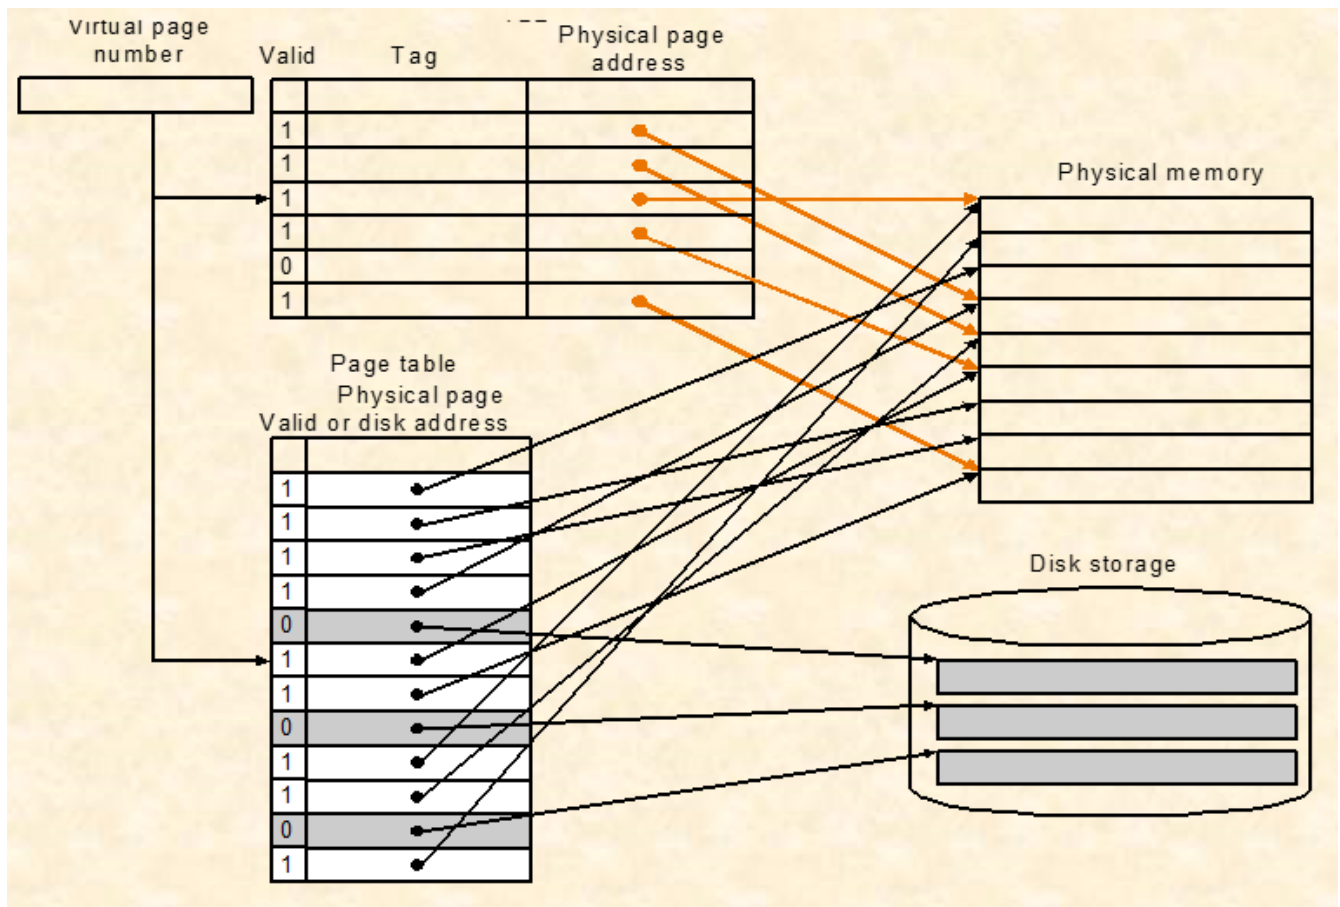 Virtual page
number
Valid
Tag
Physical page
address
1
1
1
1
0
1
Physical memory
Page table
Physical page
Valid or disk address
1
1
1
1
0
1
1
0
1
1
0
1
Disk storage